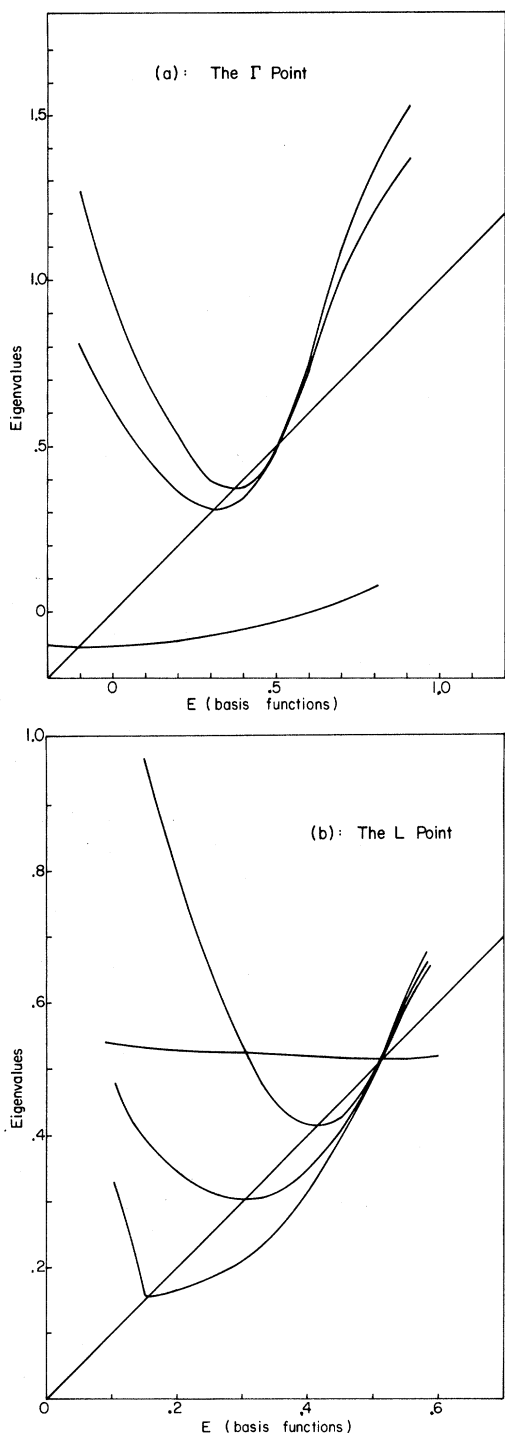 (a): The Γ Point
1.5
1.0
.5
0
Eigenvalues
0 .5 1.0
E (basis functions)
1.0
(b): The L Point
.8
.6
.4
.2
Eigenvalues
0 .2 .4 .6
E (basis functions)